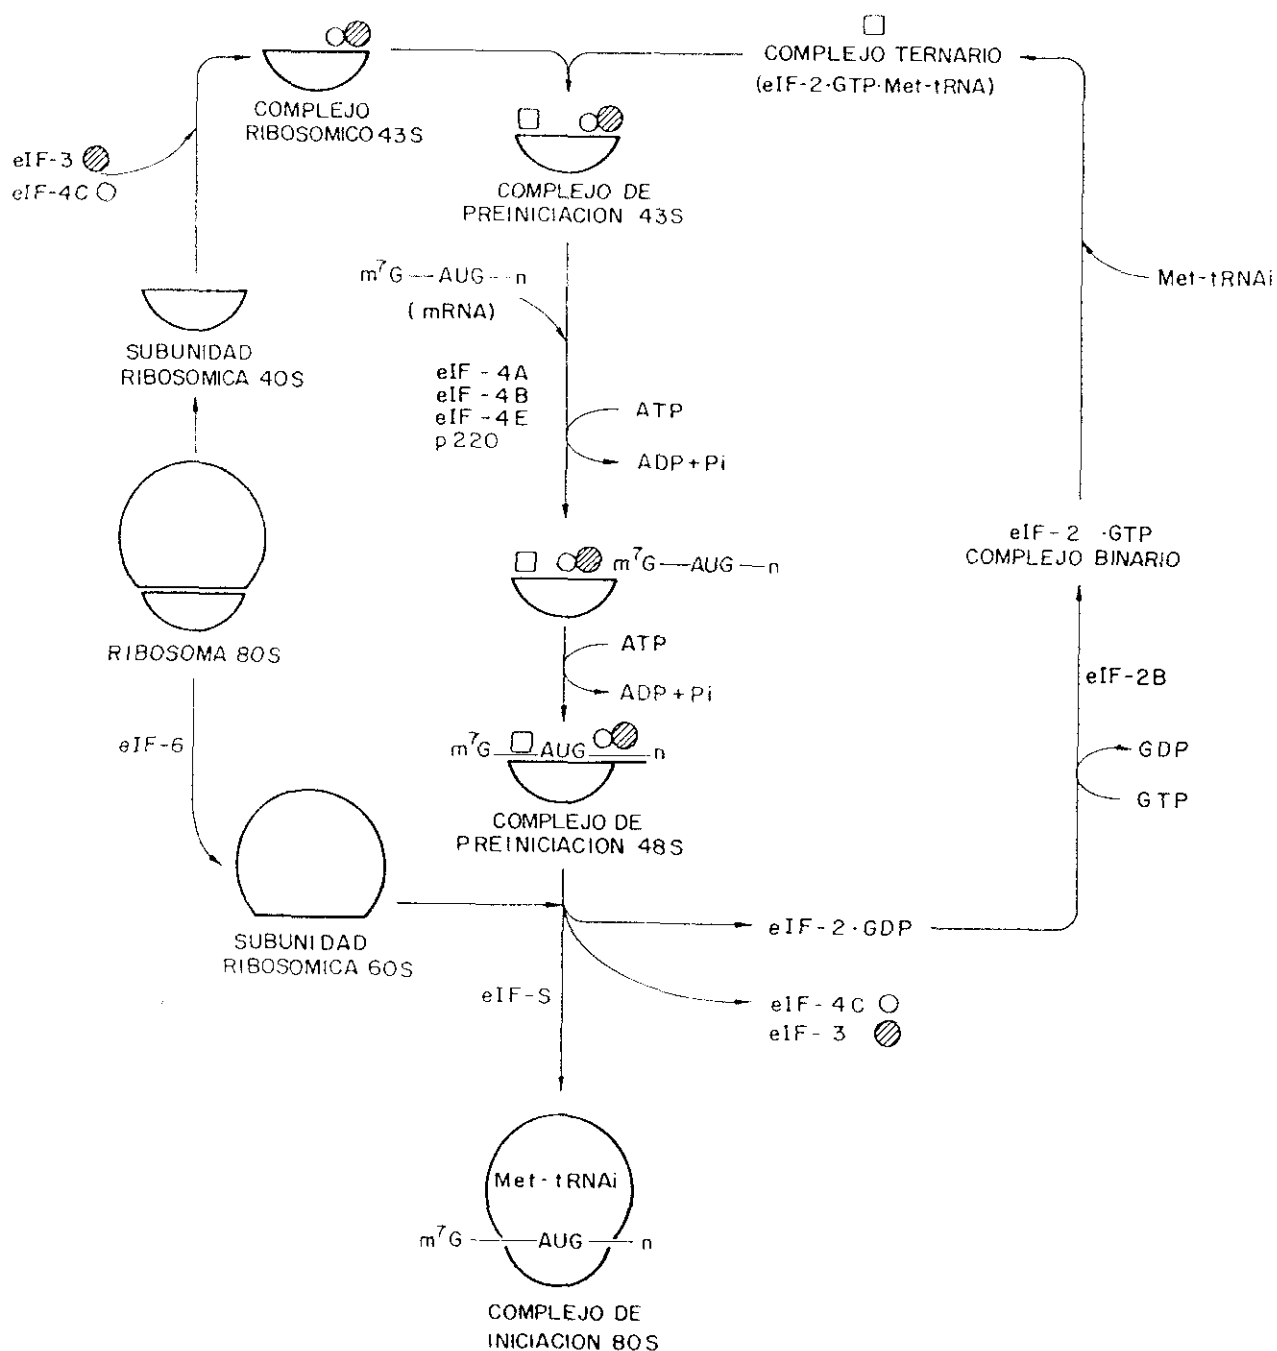 COMPLEJO TERNARIO
(eIF-2·GTP·Met-tRNA)
COMPLEJO
RIBOSOMICO 43S
eIF-3
eIF-4C
COMPLEJO DE
PREINICIACION 43S
m⁷G—AUG—n
(mRNA)
Met-tRNAi
SUBUNIDAD
RIBOSOMICA 40S
eIF-4A
eIF-4B
eIF-4E
p220
ATP
ADP+Pi
eIF-2·GTP
COMPLEJO BINARIO
m⁷G—AUG—n
RIBOSOMA 80S
ATP
ADP+Pi
eIF-2B
eIF-6
m⁷G—AUG—n
GDP
GTP
COMPLEJO DE
PREINICIACION 48S
SUBUNIDAD
RIBOSOMICA 60S
eIF-2·GDP
eIF-S
eIF-4C
eIF-3
Met-tRNAi
m⁷G—AUG—n
COMPLEJO DE
INICIACION 80S